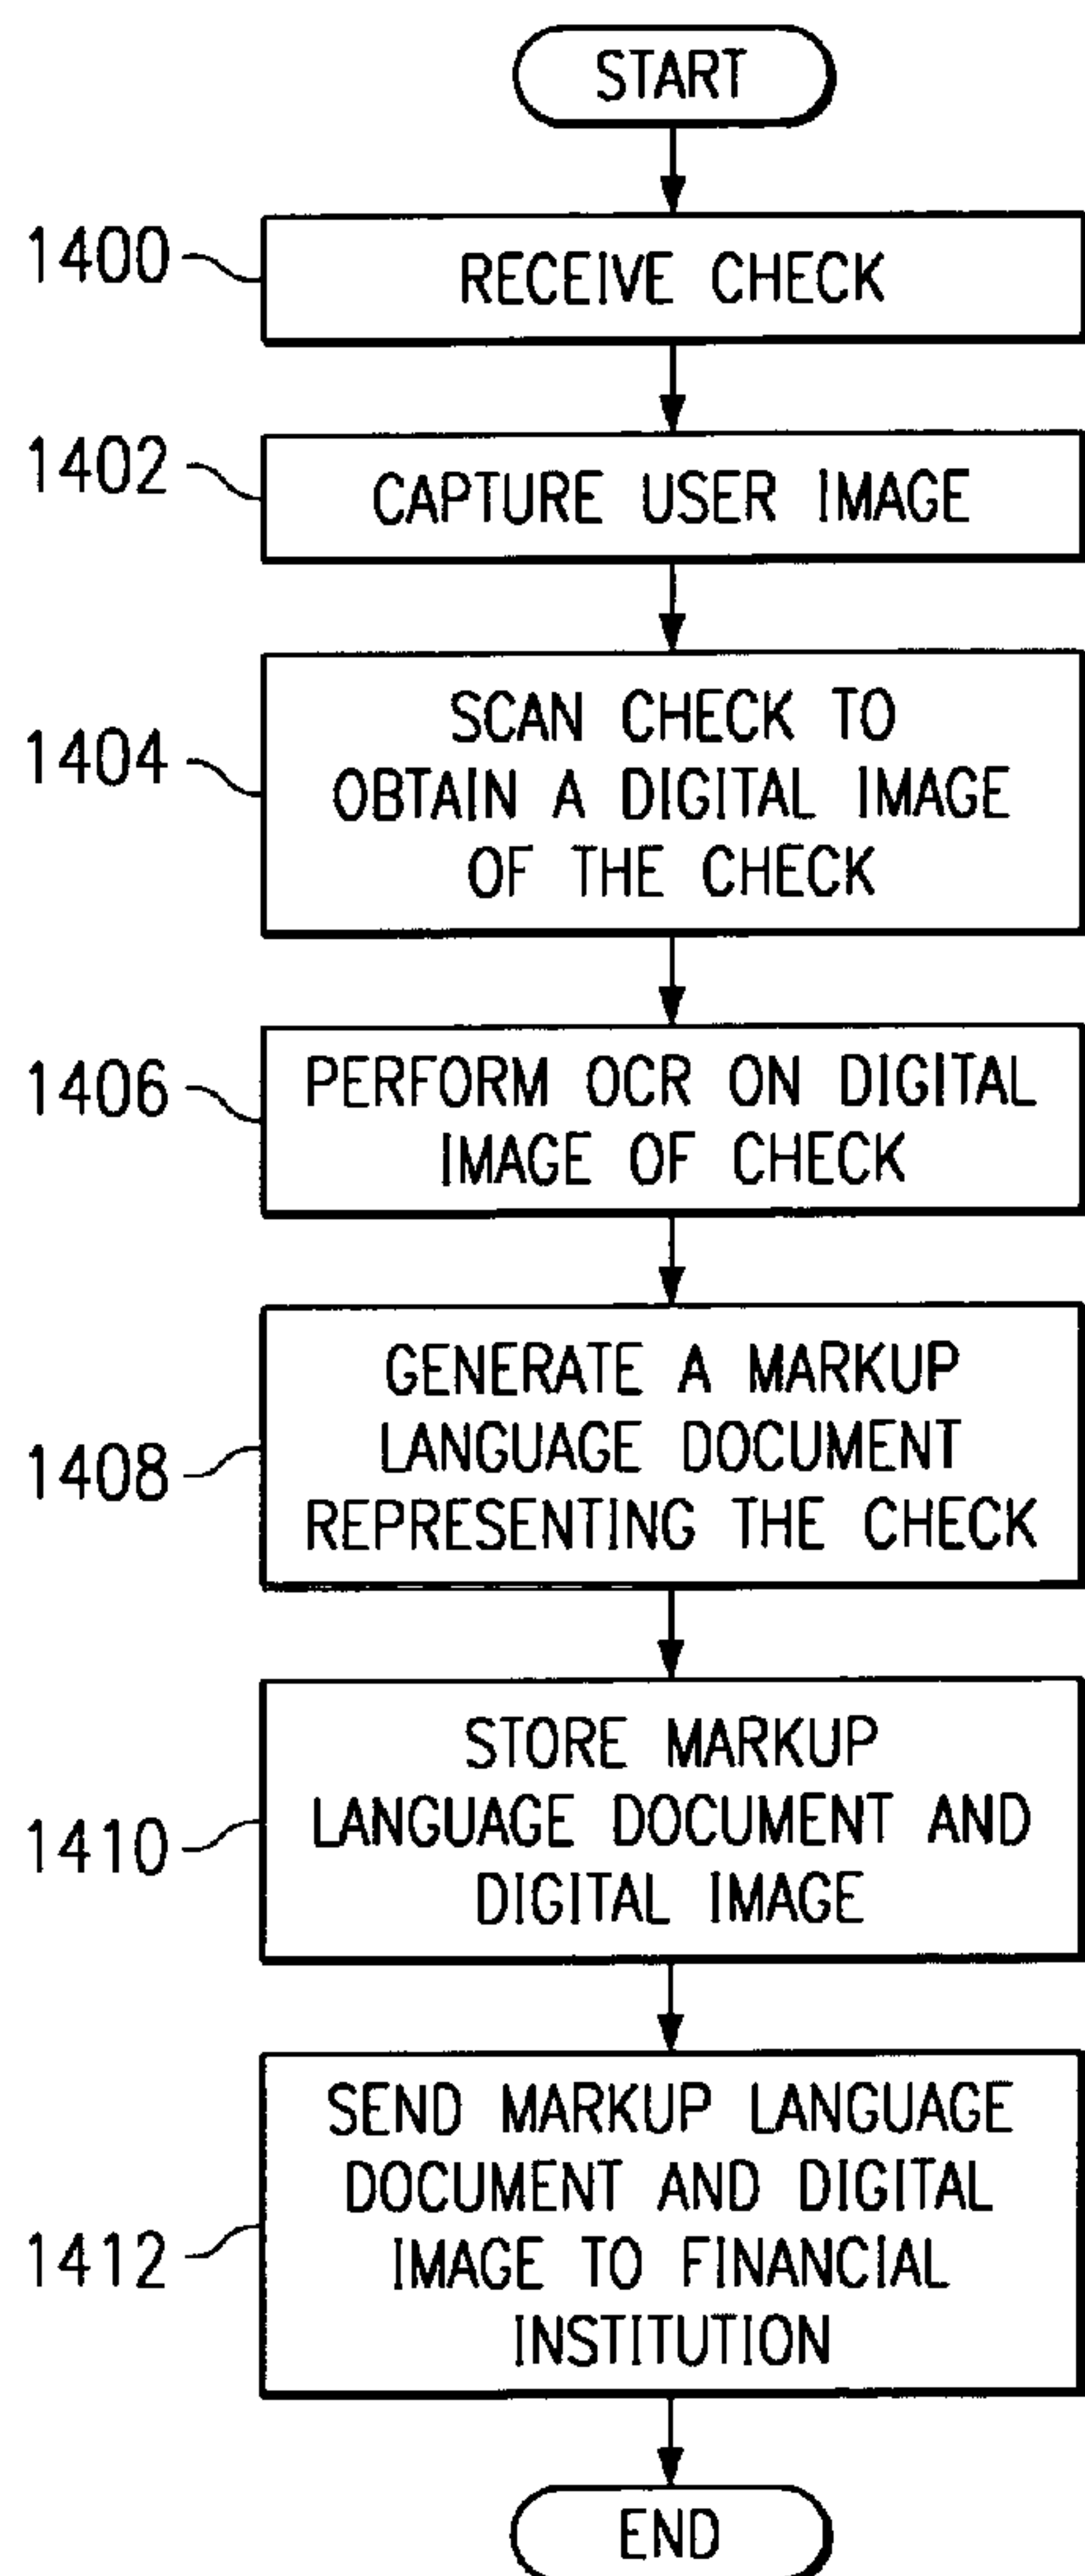 START
1400
RECEIVE CHECK
1402
CAPTURE USER IMAGE
1404
SCAN CHECK TO
OBTAIN A DIGITAL IMAGE
OF THE CHECK
1406
PERFORM OCR ON DIGITAL
IMAGE OF CHECK
1408
GENERATE A MARKUP
LANGUAGE DOCUMENT
REPRESENTING THE CHECK
1410
STORE MARKUP
LANGUAGE DOCUMENT AND
DIGITAL IMAGE
1412
SEND MARKUP LANGUAGE
DOCUMENT AND DIGITAL
IMAGE TO FINANCIAL
INSTITUTION
END